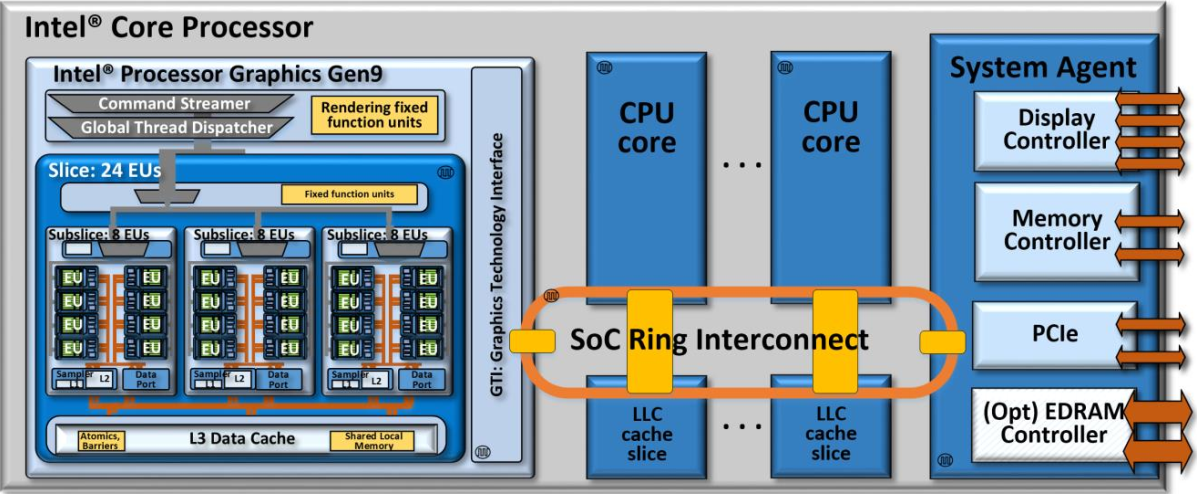 Intel® Core Processor
Intel® Processor Graphics Gen9
Command Streamer
Global Thread Dispatcher
Rendering fixed
function units
Slice: 24 EUs
Fixed function units
Subslice: 8 EUs
Subslice: 8 EUs
Subslice: 8 EUs
EU EU EU EU EU EU
EU EU EU EU EU EU
EU EU EU EU EU EU
EU EU EU EU EU EU
Sampler
L1
L2
Data
Port
Sampler
L1
L2
Data
Port
Sampler
L1
L2
Data
Port
Atomics,
Barriers
L3 Data Cache
Shared Local
Memory
GTI: Graphics Technology Interface
CPU
core
...
CPU
core
SoC Ring Interconnect
LLC
cache
slice
...
LLC
cache
slice
System Agent
Display
Controller
Memory
Controller
PCIe
(Opt) EDRAM
Controller